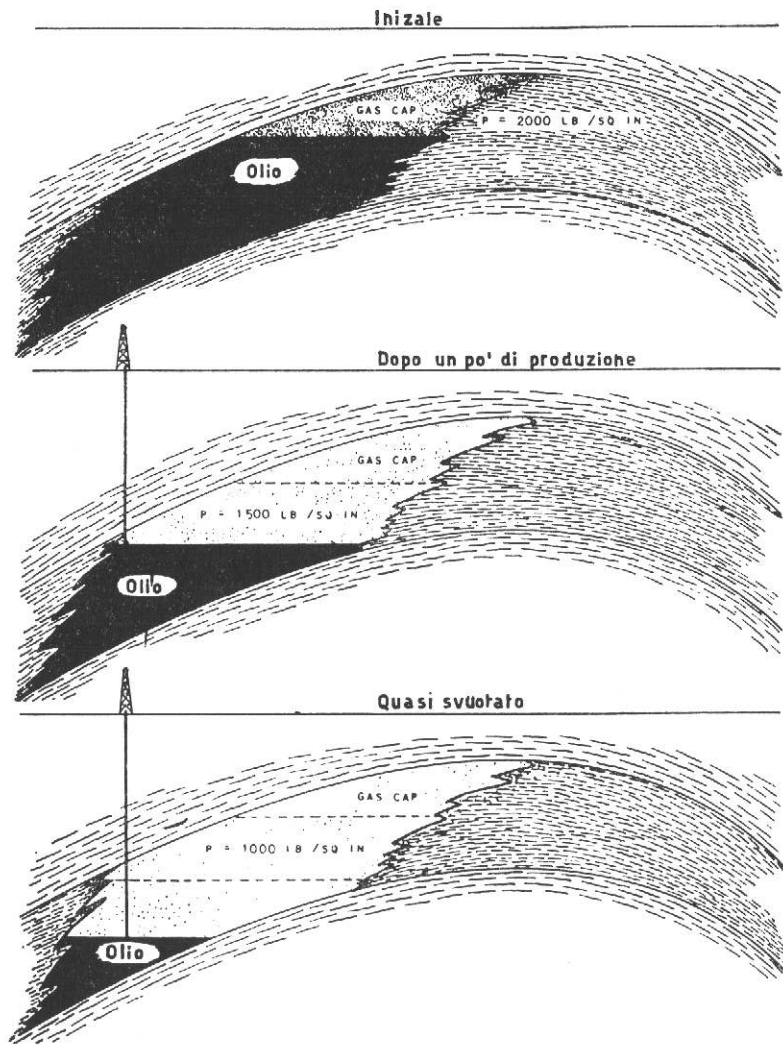 Inizale
GAS CAP
P = 2000 LB /SQ IN
Olio
Dopo un po' di produzione
GAS CAP
P = 1500 LB /SQ IN
Olio
Quasi svuotato
GAS CAP
P = 1000 LB /SQ IN
Olio